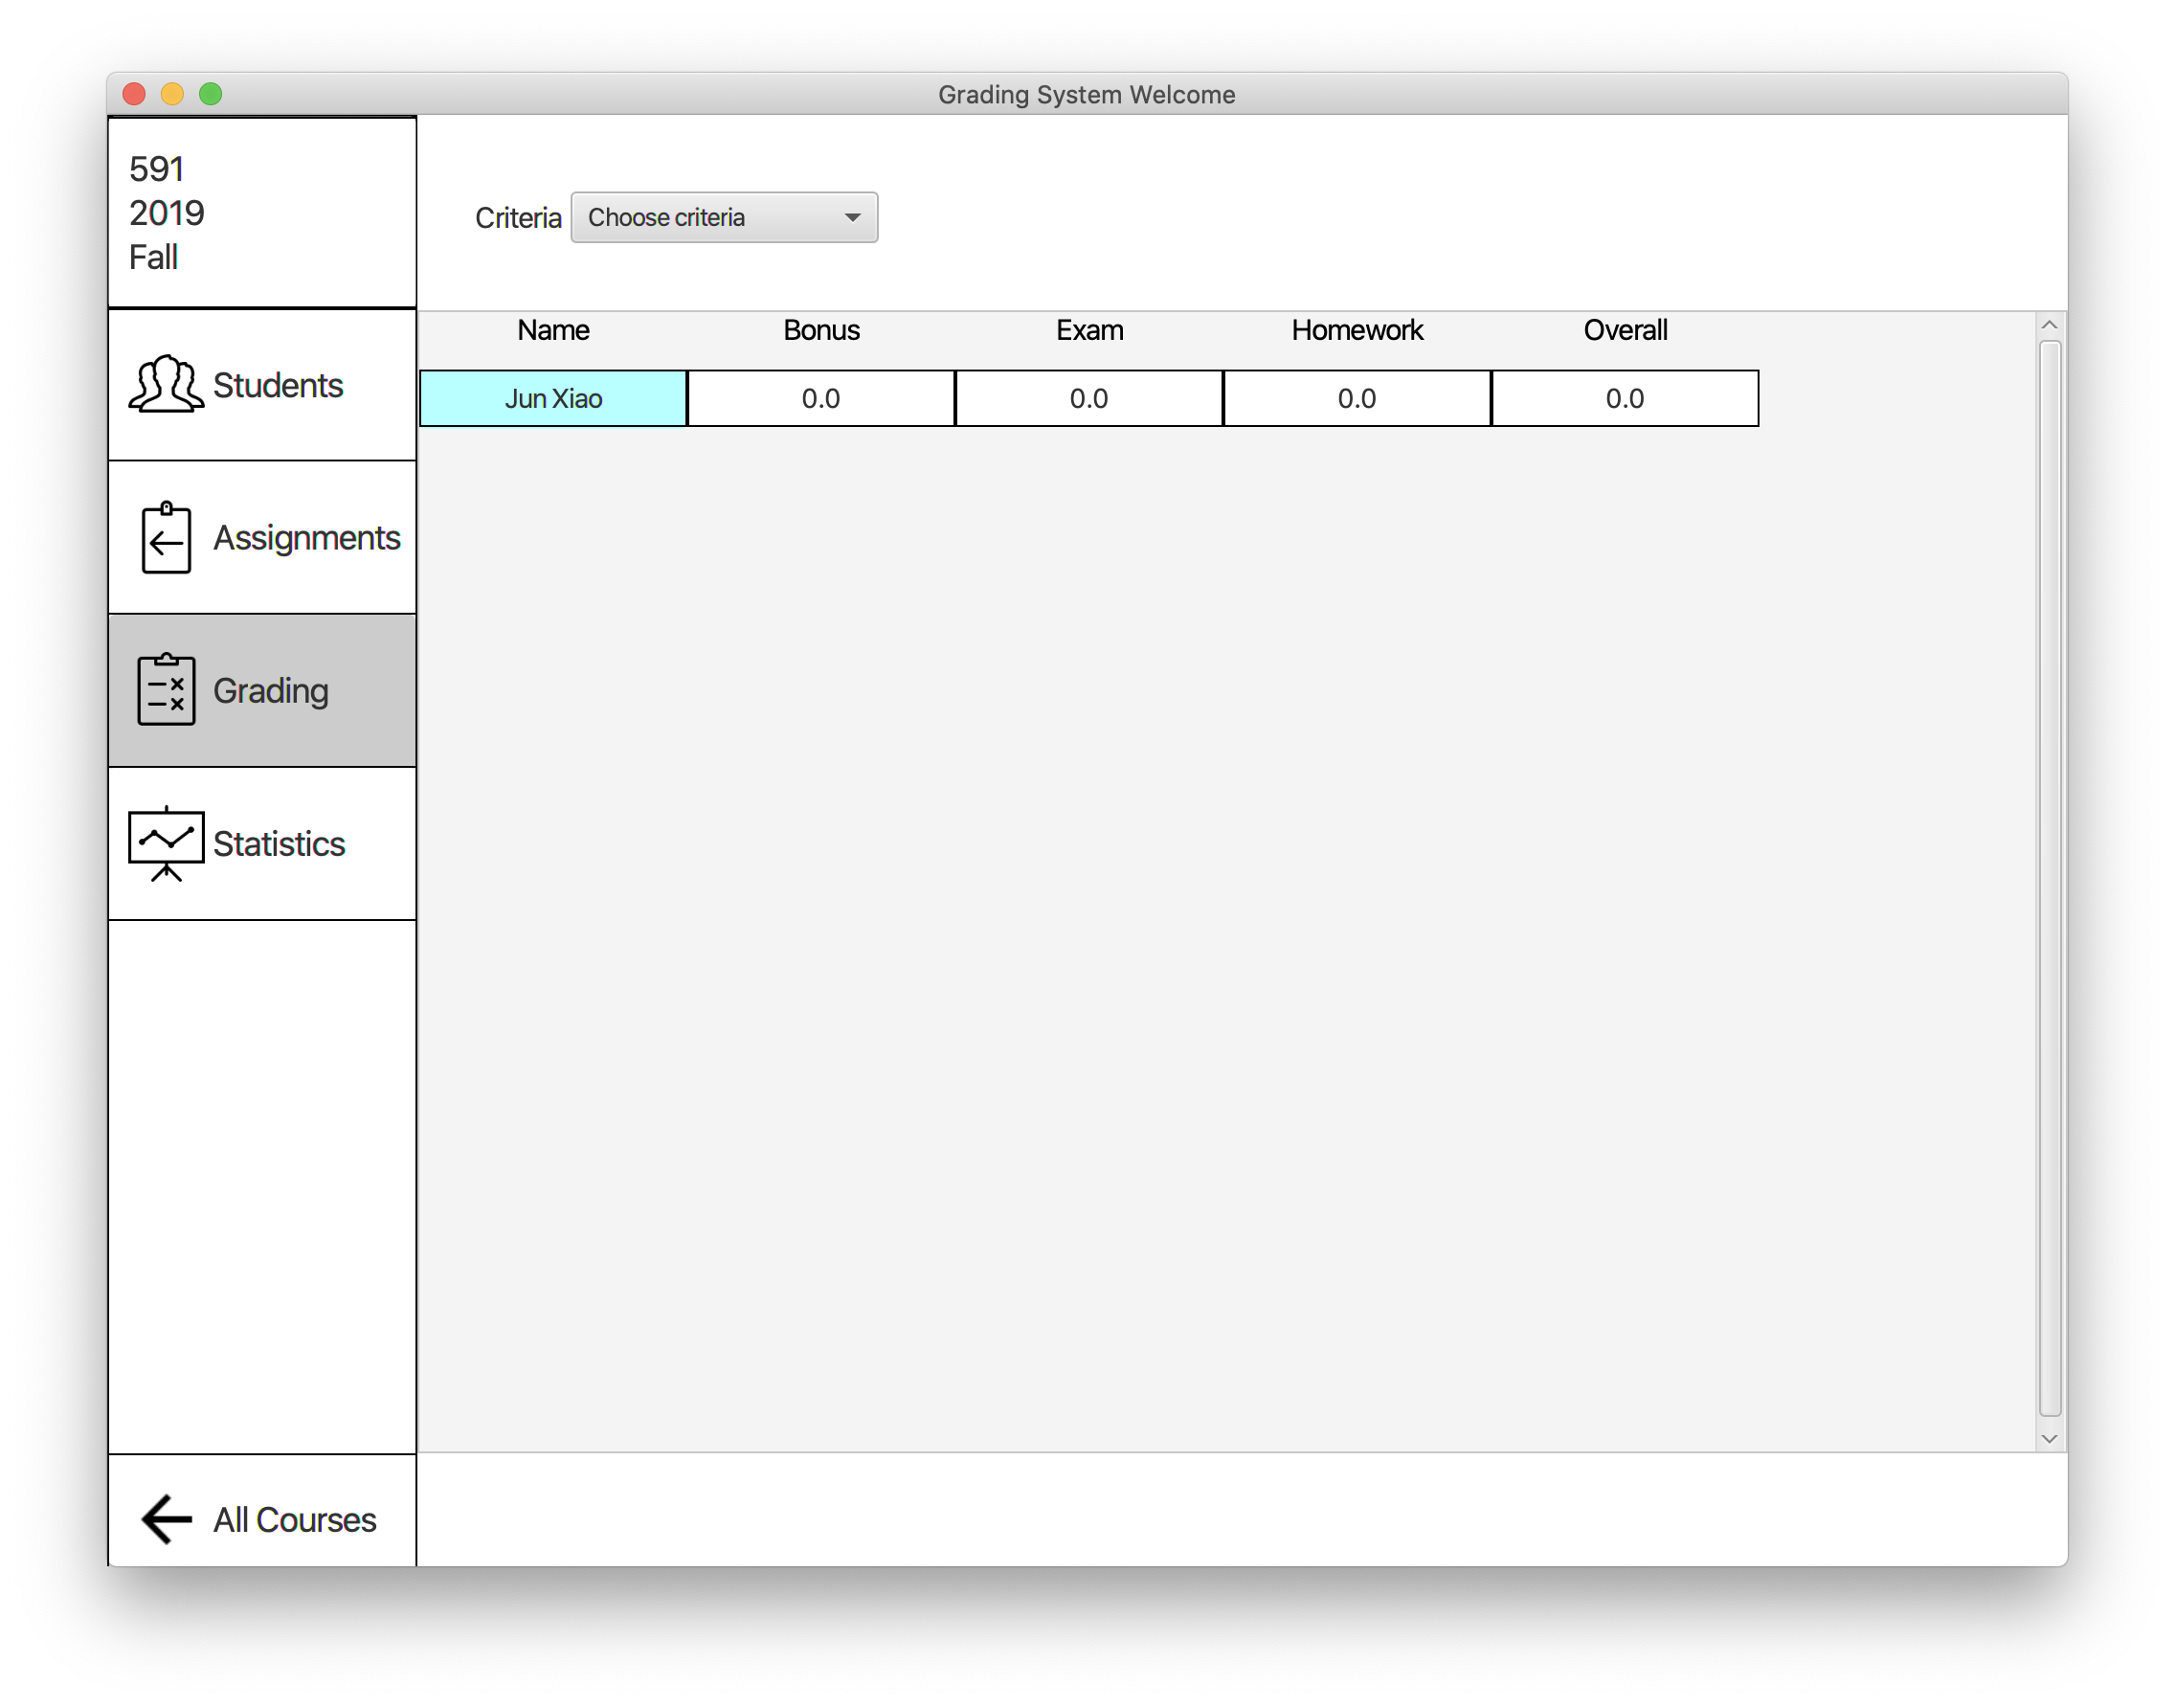 Grading System Welcome
591
2019
Fall
Criteria Choose criteria
Students
Assignments
Grading
Statistics
All Courses
Name Bonus Exam Homework Overall
Jun Xiao 0.0 0.0 0.0 0.0